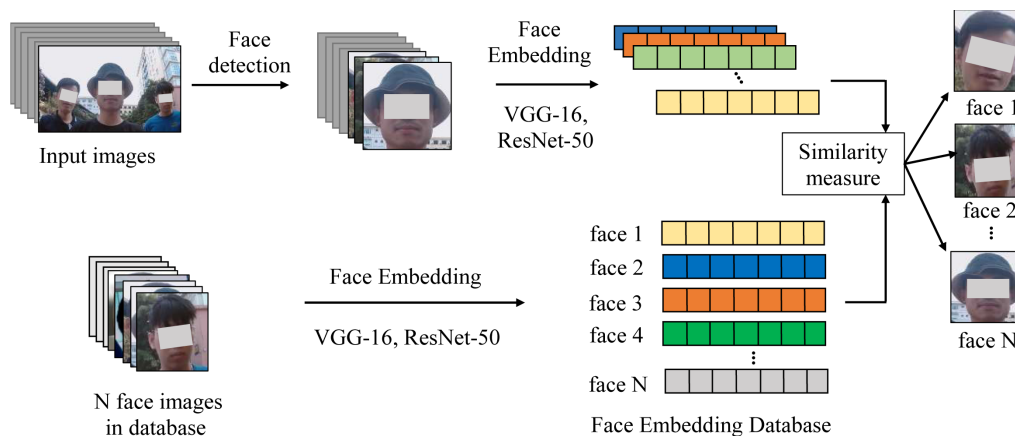 Face
detection
Face
Embedding
VGG-16,
ResNet-50
Input images
Similarity
measure
face 1
face 2
face N
face 1
face 2
face 3
face 4
face N
Face Embedding
VGG-16, ResNet-50
N face images
in database
Face Embedding Database